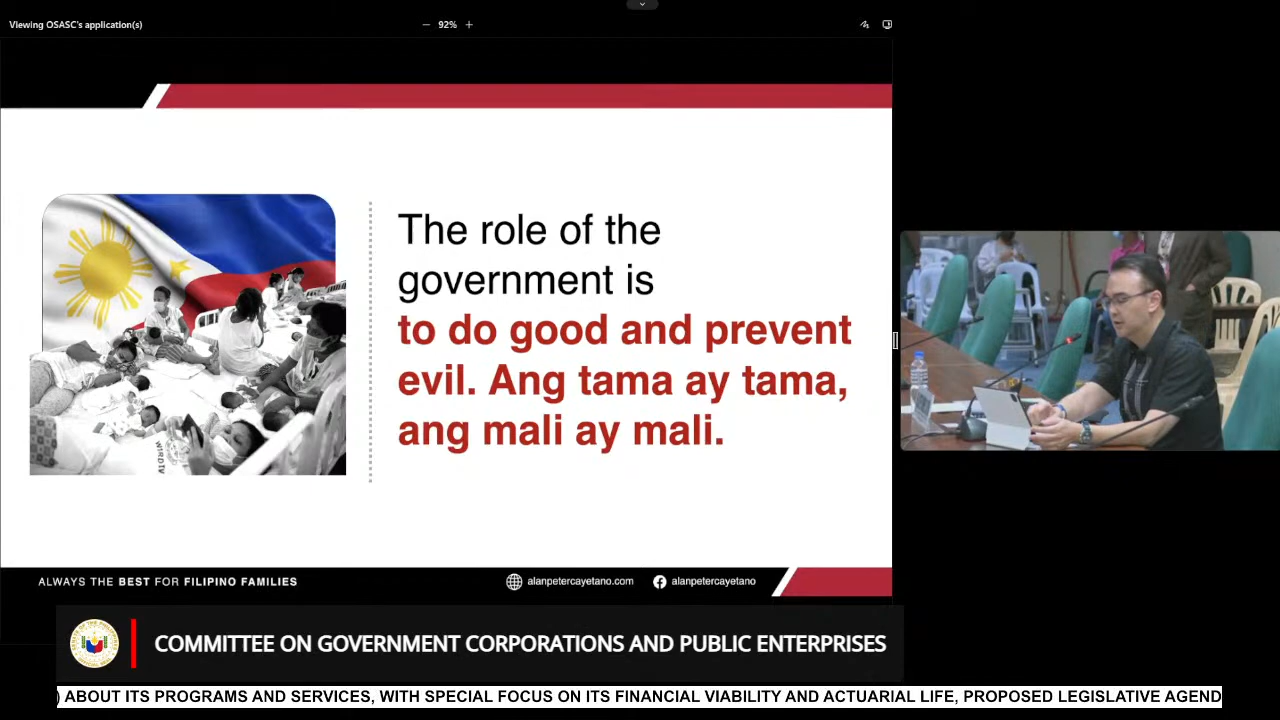 Viewing OSASC's application(s)
92%
The role of the
government is
to do good and prevent
evil. Ang tama ay tama,
ang mali ay mali.
ALWAYS THE BEST FOR FILIPINO FAMILIES
alanpetercayetano.com
alanpetercayetano
COMMITTEE ON GOVERNMENT CORPORATIONS AND PUBLIC ENTERPRISES
) ABOUT ITS PROGRAMS AND SERVICES, WITH SPECIAL FOCUS ON ITS FINANCIAL VIABILITY AND ACTUARIAL LIFE, PROPOSED LEGISLATIVE AGEND